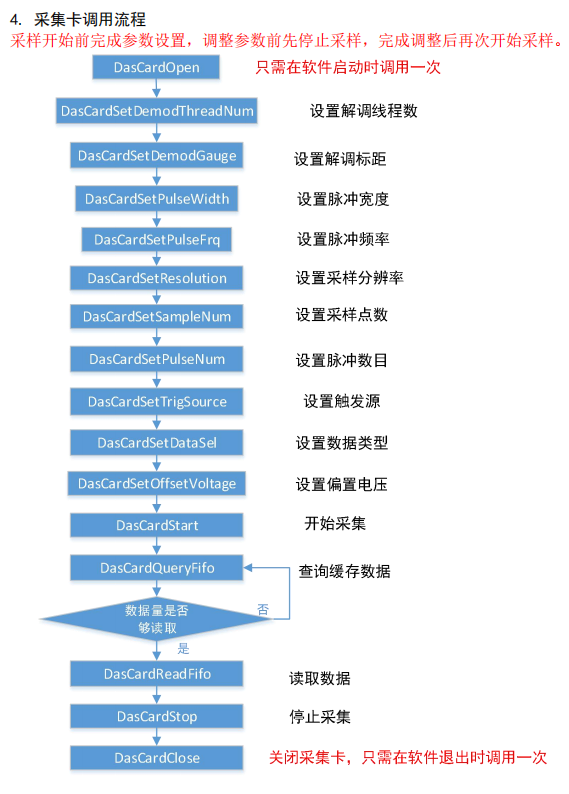 4. 采集卡调用流程
采样开始前完成参数设置，调整参数前先停止采样，完成调整后再次开始采样。
DasCardOpen 只需在软件启动时调用一次
DasCardSetDemodThreadNum 设置解调线程数
DasCardSetDemodGauge 设置解调标距
DasCardSetPulseWidth 设置脉冲宽度
DasCardSetPulseFrq 设置脉冲频率
DasCardSetResolution 设置采样分辨率
DasCardSetSampleNum 设置采样点数
DasCardSetPulseNum 设置脉冲数目
DasCardSetTrigSource 设置触发源
DasCardSetDataSel 设置数据类型
DasCardSetOffsetVoltage 设置偏置电压
DasCardStart 开始采集
DasCardQueryFifo 查询缓存数据
数据量是否 否
够读取
是
DasCardReadFifo 读取数据
DasCardStop 停止采集
DasCardClose 关闭采集卡，只需在软件退出时调用一次